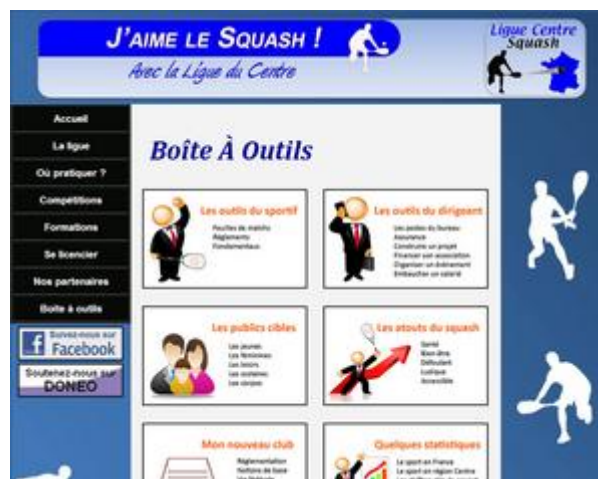 J'AIME LE SQUASH !
Avec la Ligue du Centre
Ligue Centre
Squash
Accueil
La ligue
Où pratiquer ?
Compétitions
Formations
Se licencier
Nos partenaires
Boite à outils
Suivez-nous sur
Facebook
Soutenez-nous sur
DONEO
Boîte À Outils
Les outils du sportif
Feuilles de matchs
Réglements
Fondamentaux
Les outils du dirigeant
Les postes du bureau
Assurance
Construire un projet
Financer son association
Organiser un événement
Embaucher un salarié
Les publics cibles
Les jeunes
Les féminines
Les loisirs
Les scolaires
Les corpos
Les atouts du squash
Santé
Bien-être
Défoulant
Ludique
Accessible
Mon nouveau club
Réglementation
Notions de base
Quelques statistiques
Le sport en France
Le sport en région Centre